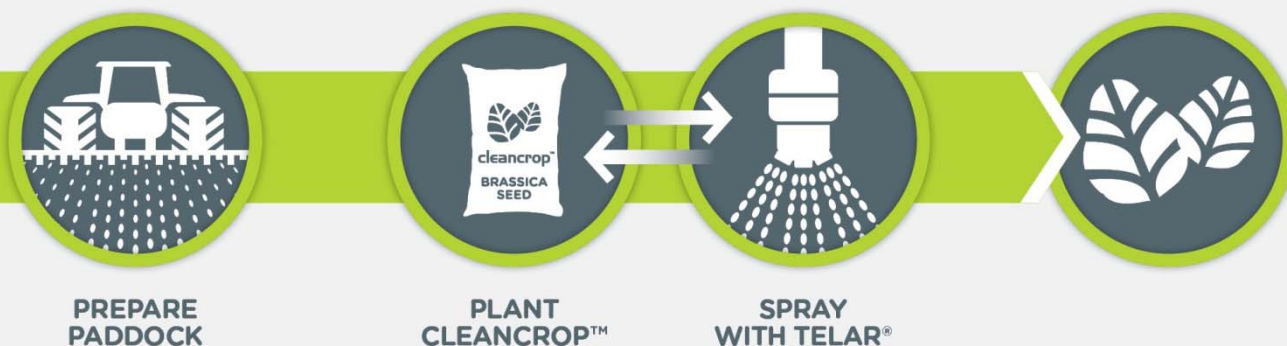 cleancrop™
BRASSICA
SEED
PREPARE
PADDOCK
PLANT
CLEANCROP™
SPRAY
WITH TELAR®